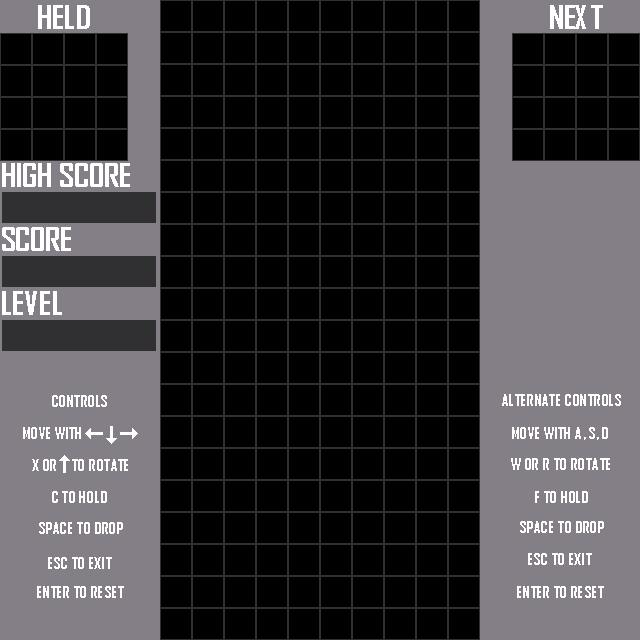 HELD
HIGH SCORE
SCORE
LEVEL
CONTROLS
MOVE WITH ←↓→
X OR ↑ TO ROTATE
C TO HOLD
SPACE TO DROP
ESC TO EXIT
ENTER TO RESET
NEXT
ALTERNATE CONTROLS
MOVE WITH A, S, D
W OR R TO ROTATE
F TO HOLD
SPACE TO DROP
ESC TO EXIT
ENTER TO RESET